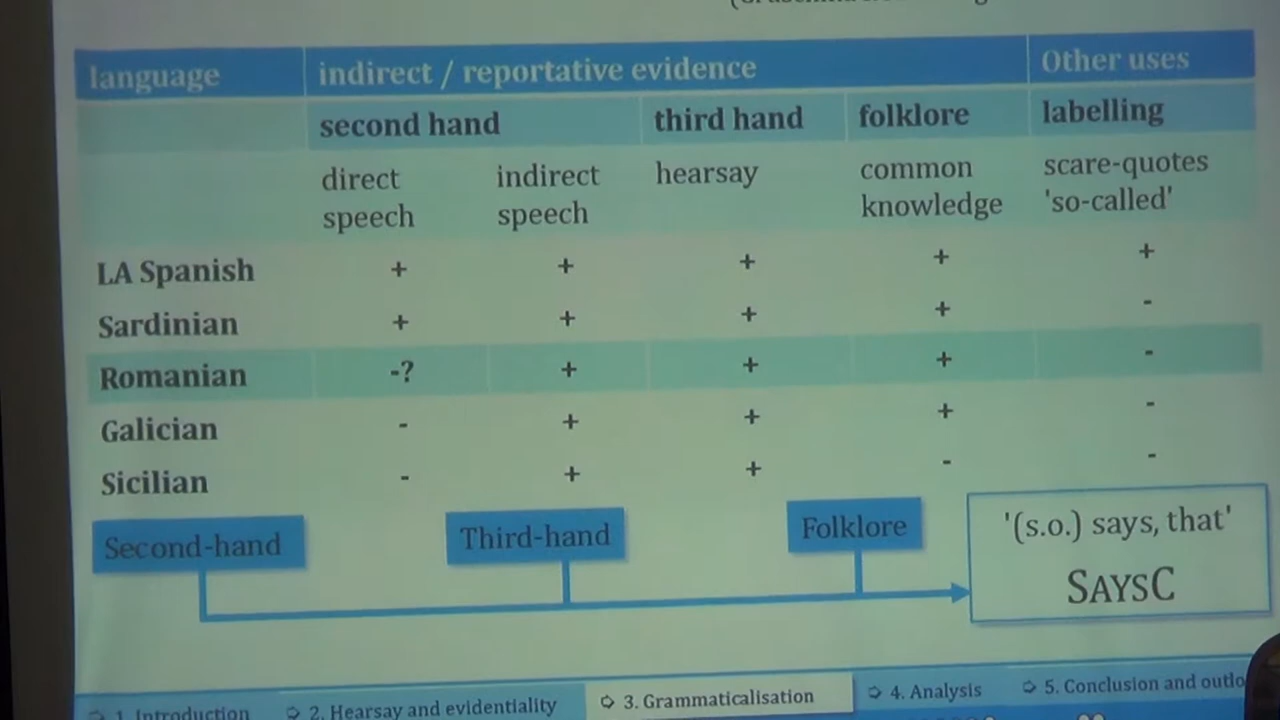 language indirect / reportative evidence Other uses
second hand third hand folklore labelling
direct speech indirect speech hearsay common knowledge scare-quotes 'so-called'
LA Spanish + + + + +
Sardinian + + + + -
Romanian -? + + + -
Galician - + + + -
Sicilian - + + - -
Second-hand Third-hand Folklore
'(s.o.) says, that'
SAYSC
➩ 1. Introduction ➩ 2. Hearsay and evidentiality ➩ 3. Grammaticalisation ➩ 4. Analysis ➩ 5. Conclusion and outlo